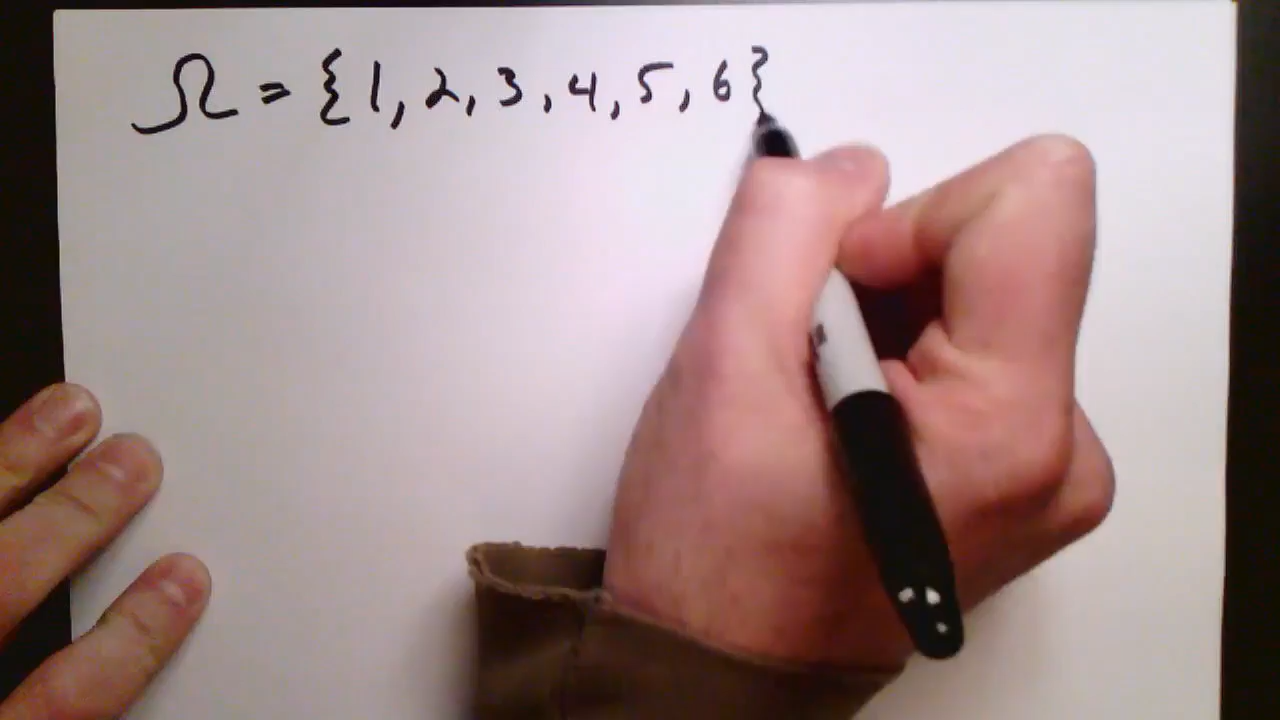 Ω = {1, 2, 3, 4, 5, 6}